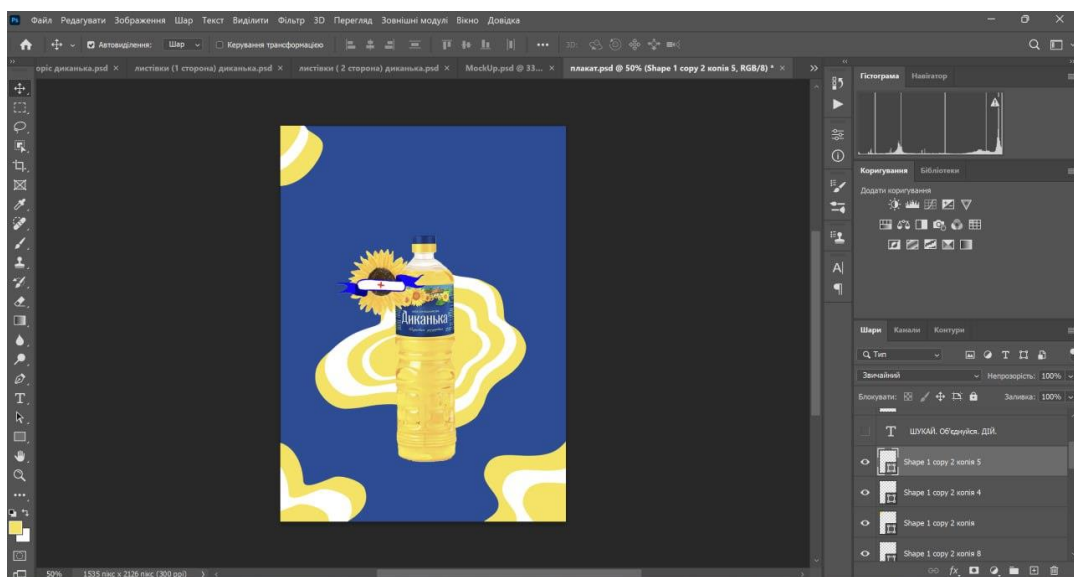 Файл Редагувати Зображення Шар Текст Виділити Фільтр 3D Перегляд Зовнішні модулі Вікно Довідка
Автовиділення: Шар Керування трансформацією 3D:
оріс диканька.psd × листівки (1 сторона) диканька.psd × листівки ( 2 сторона) диканька.psd × MockUp.psd @ 33... × плакат.psd @ 50% (Shape 1 copy 2 копія 5, RGB/8) * ×
Гістограма Навігатор
Коригування Бібліотеки
Додати коригування
Диканька
Шари Канали Контури
Тип
Звичайний Непрозорість: 100%
Блокувати: Заливка: 100%
ШУКАЙ. Об'єднуйся. ДІЙ.
Shape 1 copy 2 копія 5
Shape 1 copy 2 копія 4
Shape 1 copy 2 копія
Shape 1 copy 2 копія 8
50% 1535 пікс x 2126 пікс (300 ppi)